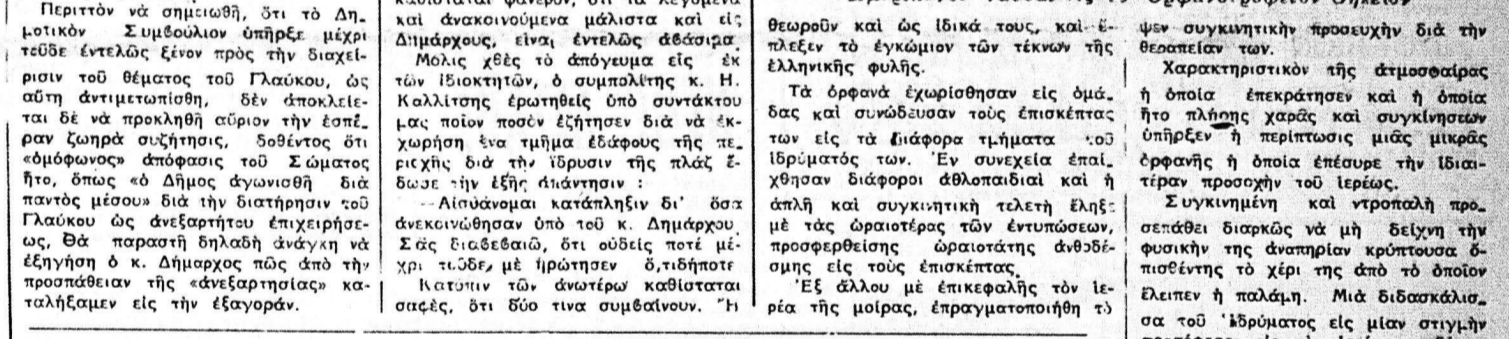 Περιττὸν νὰ σημειωθῆ, ὅτι τὸ Δη-
μοτικὸν Συμβούλιον ὑπῆρξε μέχρι
τοῦδε ἐντελῶς ξένον πρὸς τὴν διαχεί-
ρισιν τοῦ θέματος τοῦ Γλαύκου, ὡς
αὕτη ἀντιμετωπίσθη, δὲν ἀποκλείε-
ται δὲ νὰ προκληθῆ αὔριον τὴν ἑσπέ-
ραν ζωηρὰ συζήτησις, δοθέντος ὅτι
«ὁμόφωνος» ἀπόφασις τοῦ Σώματος
ἦτο, ὅπως «ὁ Δῆμος ἀγωνισθῆ διὰ
παντὸς μέσου» διὰ τὴν διατήρησιν τοῦ
Γλαύκου ὡς ἀνεξαρτήτου ἐπιχειρήσε-
ως, Θὰ παραστῆ δηλαδὴ ἀνάγκη νὰ
ἐξηγήση ὁ κ. Δήμαρχος πῶς ἀπὸ τὴν
προσπάθειαν τῆς «ἀνεξαρτησίας» κα-
ταλήξαμεν εἰς τὴν ἐξαγοράν.
καὶ ἀνακοινούμενα μάλιστα καὶ εἰς
Δημάρχους, εἶναι ἐντελῶς ἀβάσιμα
Μόλις χθὲς τὸ ἀπόγευμα εἷς ἐκ
τῶν ἰδιοκτητῶν, ὁ συμπολίτης κ. Η.
Καλλίτσης ἐρωτηθεὶς ὑπὸ συντάκτου
μας ποῖον ποσὸν ἐζήτησεν διὰ νὰ ἐκ-
χωρήση ἕνα τμῆμα ἐδάφους τῆς πε-
ριοχῆς διὰ τὴν ἵδρυσιν τῆς πλὰζ ἔ-
δωσε τὴν ἑξῆς ἀπάντησιν :
—Αἰσθάνομαι κατάπληξιν δι' ὅσα
ἀνεκοινώθησαν ὑπὸ τοῦ κ. Δημάρχου
Σᾶς διαβεβαιῶ, ὅτι οὐδεὶς ποτὲ μέ-
χρι τοῦδε, μὲ ἠρώτησεν ὅ,τιδήποτε
Κατόπιν τῶν ἀνωτέρω καθίσταται
σαφές, ὅτι δύο τινα συμβαίνουν. Ἢ
θεωροῦν καὶ ὡς ἰδικά τους, καὶ ἔ-
πλεξεν τὸ ἐγκώμιον τῶν τέκνων τῆς
ἑλληνικῆς φυλῆς.
Τὰ ὀρφανὰ ἐχωρίσθησαν εἰς ὁμά-
δας καὶ συνώδευσαν τοὺς ἐπισκέπτας
των εἰς τὰ διάφορα τμήματα τοῦ
ἱδρύματός των. Ἐν συνεχεία ἐπαί-
χθησαν διάφοροι ἀθλοπαιδιαὶ καὶ ἡ
ἁπλῆ καὶ συγκινητικὴ τελετὴ ἔληξε
μὲ τὰς ὡραιοτέρας τῶν ἐντυπώσεων,
προσφερθείσης ὡραιοτάτης ἀνθοδέ-
σμης εἰς τοὺς ἐπισκέπτας.
Ἐξ ἄλλου μὲ ἐπικεφαλῆς τὸν ἱε-
ρέα τῆς μοίρας, ἐπραγματοποιήθη τὸ
ψεν συγκινητικὴν προσευχὴν διὰ τὴν
θεραπείαν των.
Χαρακτηριστικὸν τῆς ἀτμοσφαίρας
ἡ ὁποία ἐπεκράτησεν καὶ ἡ ὁποία
ἦτο πλήρης χαρᾶς καὶ συγκινήσεων
ὑπῆρξεν ἡ περίπτωσις μιᾶς μικρᾶς
ὀρφανῆς ἡ ὁποία ἐπέσυρε τὴν ἰδιαι-
τέραν προσοχὴν τοῦ ἱερέως.
Συγκινημένη καὶ ντροπαλὴ προ-
σεπάθει διαρκῶς νὰ μὴ δείχνη τὴν
φυσικὴν της ἀναπηρίαν κρύπτουσα ὄ-
πισθέντης τὸ χέρι της ἀπὸ τὸ ὁποῖον
ἔλειπεν ἡ παλάμη. Μιὰ διδασκάλισ-
σα τοῦ Ἱδρύματος εἰς μίαν στιγμὴν